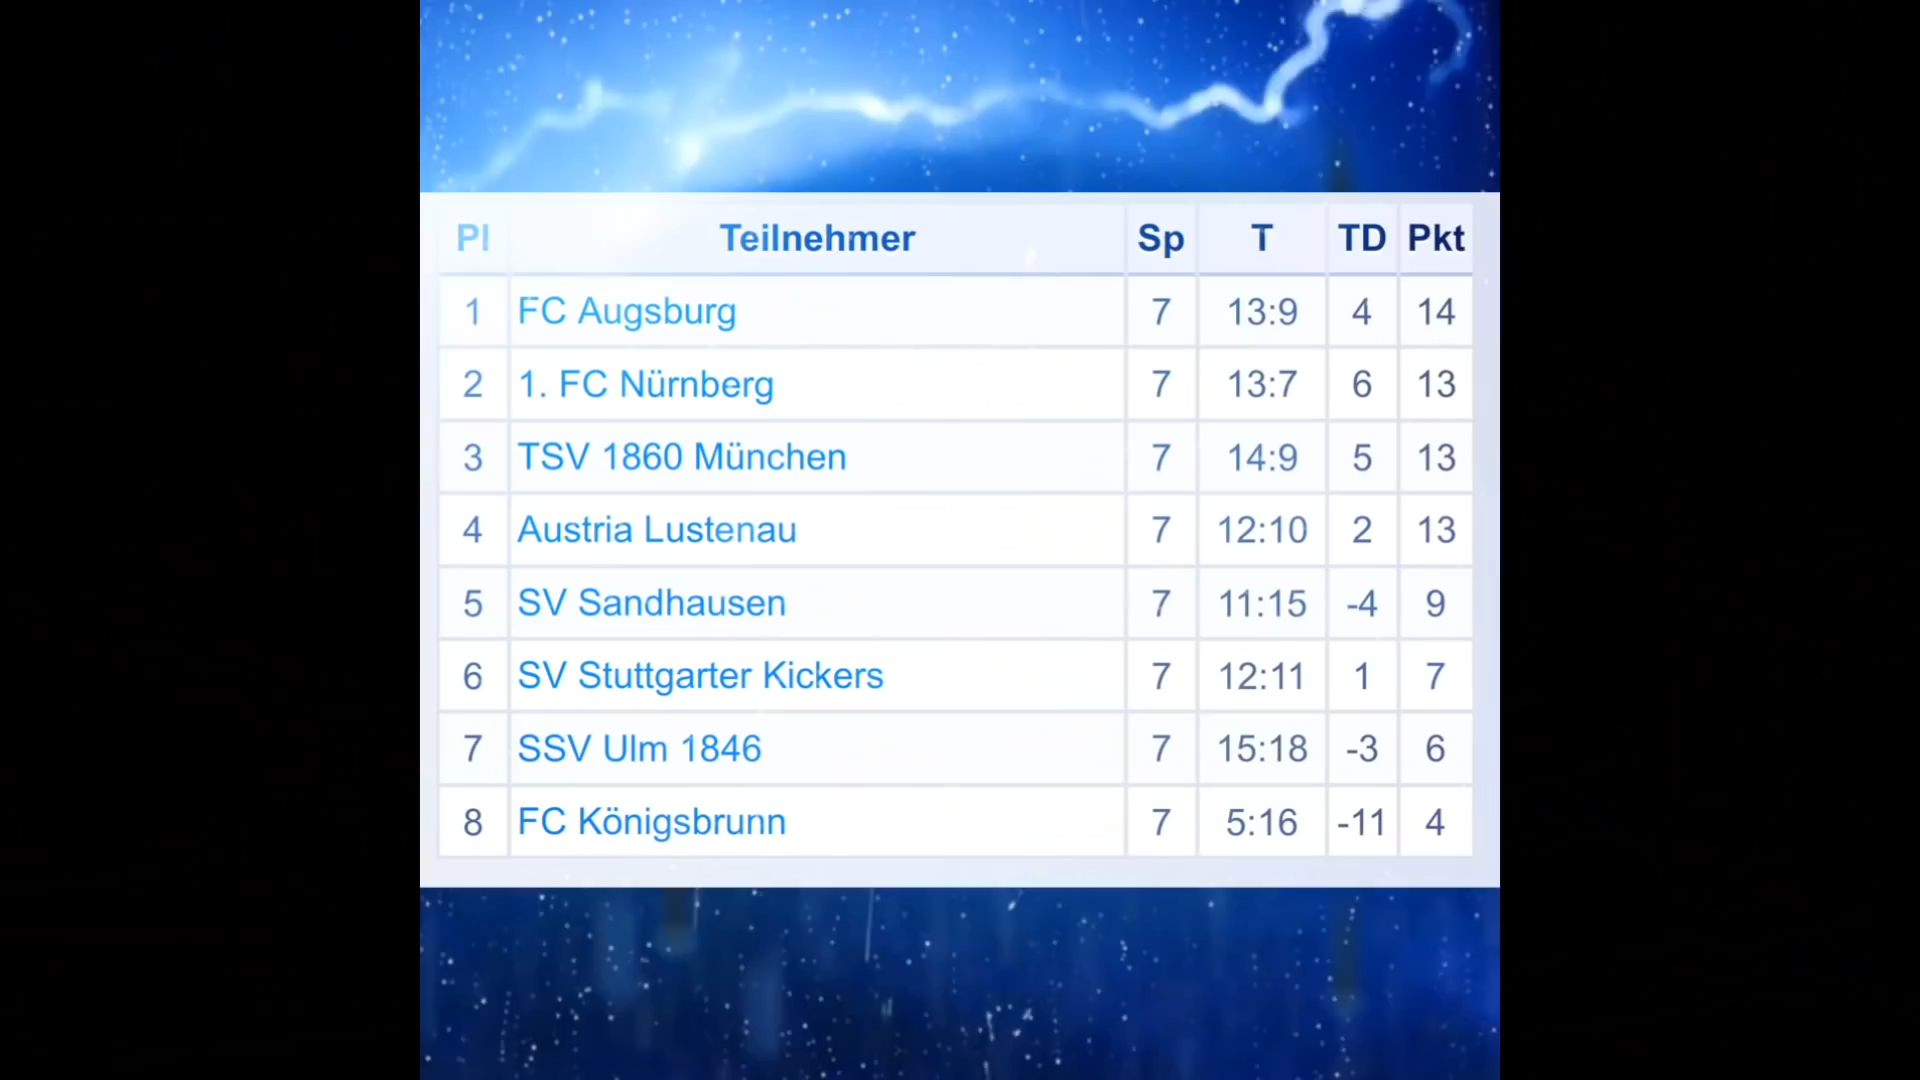 Pl Teilnehmer Sp T TD Pkt
1 FC Augsburg 7 13:9 4 14
2 1. FC Nürnberg 7 13:7 6 13
3 TSV 1860 München 7 14:9 5 13
4 Austria Lustenau 7 12:10 2 13
5 SV Sandhausen 7 11:15 -4 9
6 SV Stuttgarter Kickers 7 12:11 1 7
7 SSV Ulm 1846 7 15:18 -3 6
8 FC Königsbrunn 7 5:16 -11 4